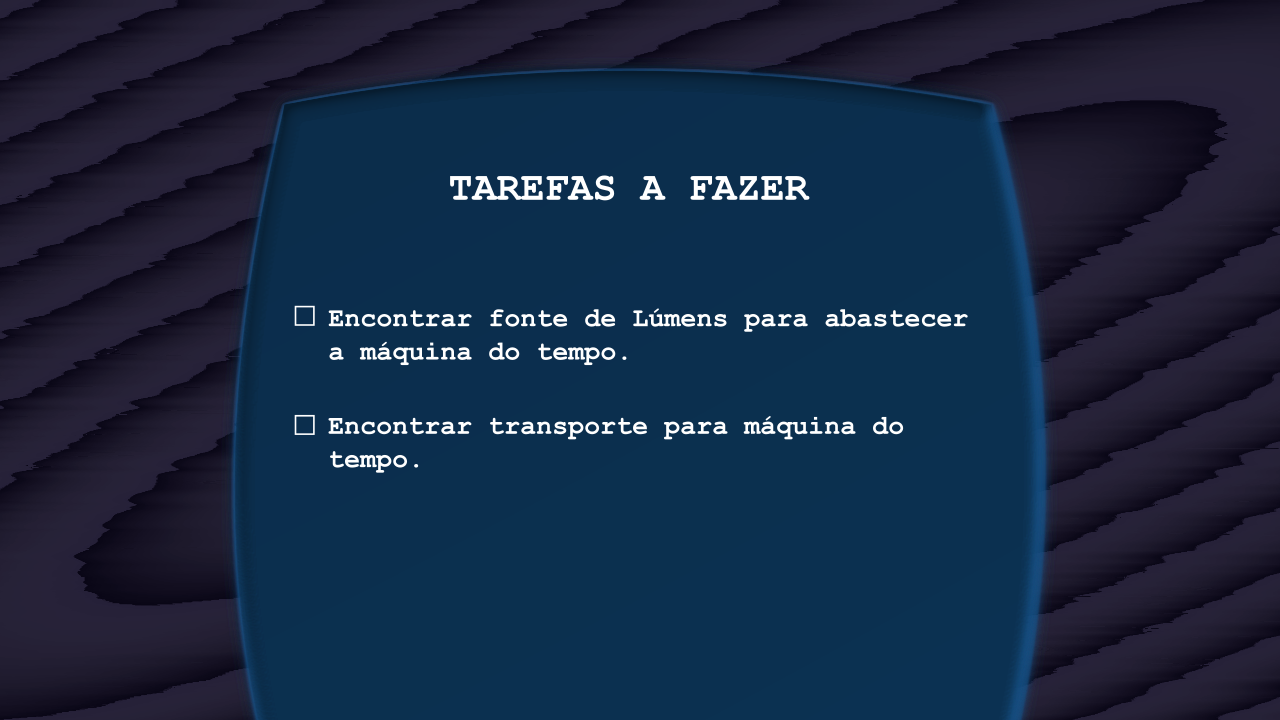 TAREFAS A FAZER
☐ Encontrar fonte de Lúmens para abastecer
a máquina do tempo.
☐ Encontrar transporte para máquina do
tempo.